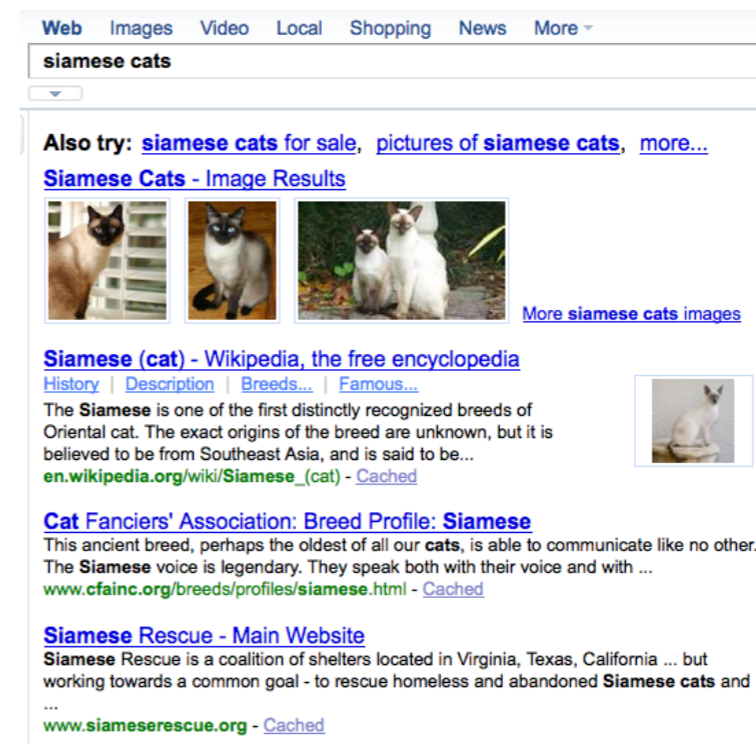 Web Images Video Local Shopping News More
siamese cats
Also try: siamese cats for sale, pictures of siamese cats, more...
Siamese Cats - Image Results
More siamese cats images
Siamese (cat) - Wikipedia, the free encyclopedia
History | Description | Breeds... | Famous...
The Siamese is one of the first distinctly recognized breeds of
Oriental cat. The exact origins of the breed are unknown, but it is
believed to be from Southeast Asia, and is said to be...
en.wikipedia.org/wiki/Siamese_(cat) - Cached
Cat Fanciers' Association: Breed Profile: Siamese
This ancient breed, perhaps the oldest of all our cats, is able to communicate like no other.
The Siamese voice is legendary. They speak both with their voice and with ...
www.cfainc.org/breeds/profiles/siamese.html - Cached
Siamese Rescue - Main Website
Siamese Rescue is a coalition of shelters located in Virginia, Texas, California ... but
working towards a common goal - to rescue homeless and abandoned Siamese cats and
...
www.siameserescue.org - Cached